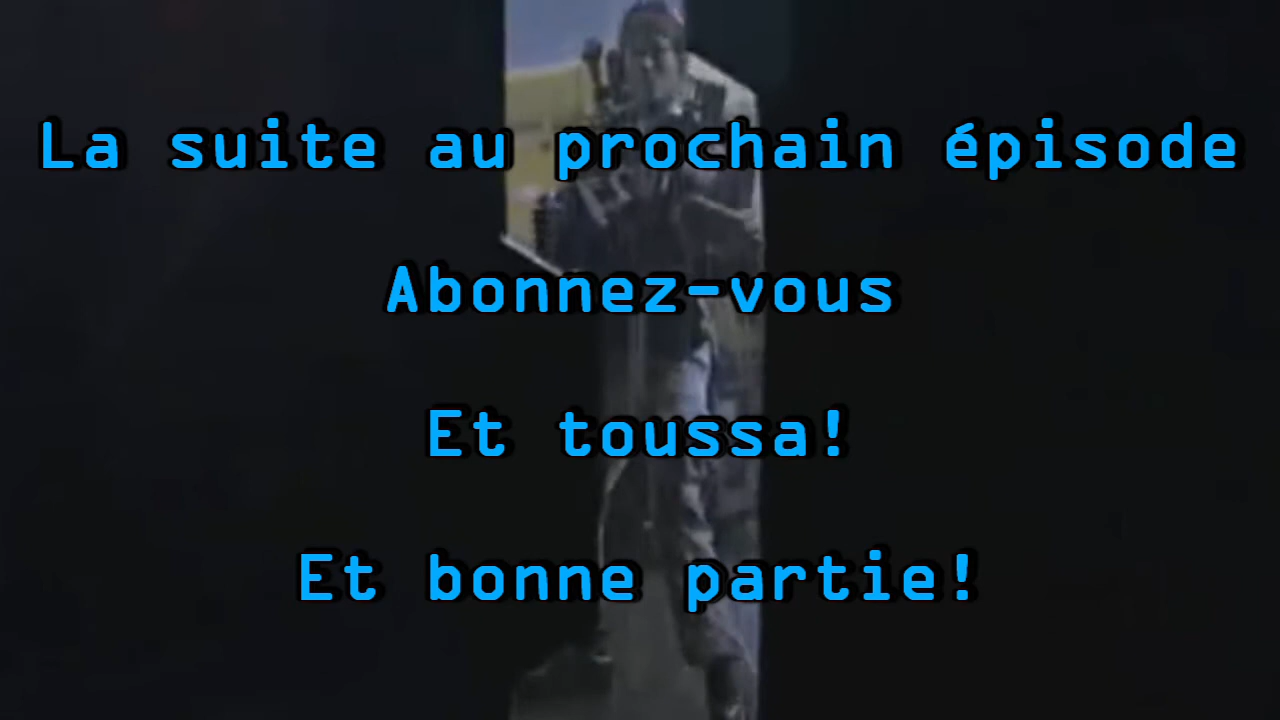 La suite au prochain épisode
Abonnez-vous
Et toussa!
Et bonne partie!